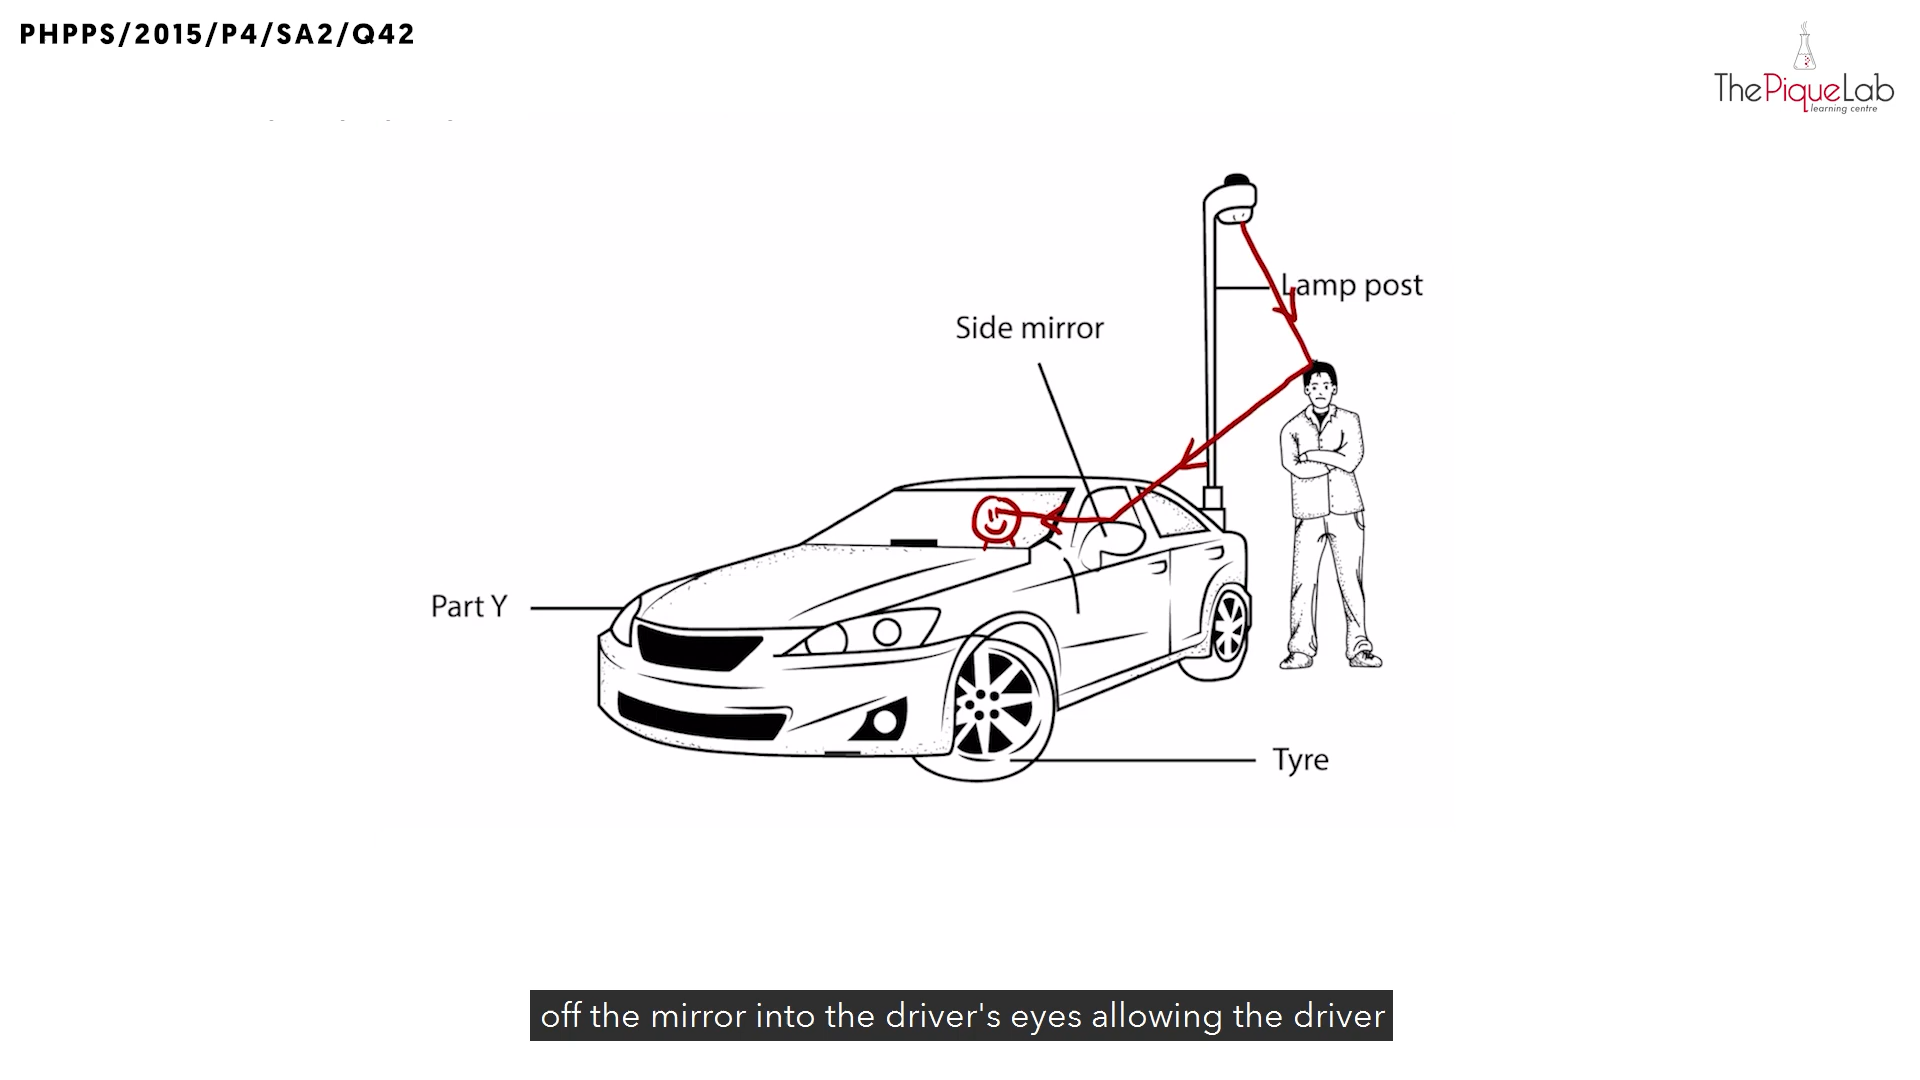 PHPPS/2015/P4/SA2/Q42
ThePiqueLab
learning centre
Lamp post
Side mirror
Part Y
Tyre
off the mirror into the driver's eyes allowing the driver